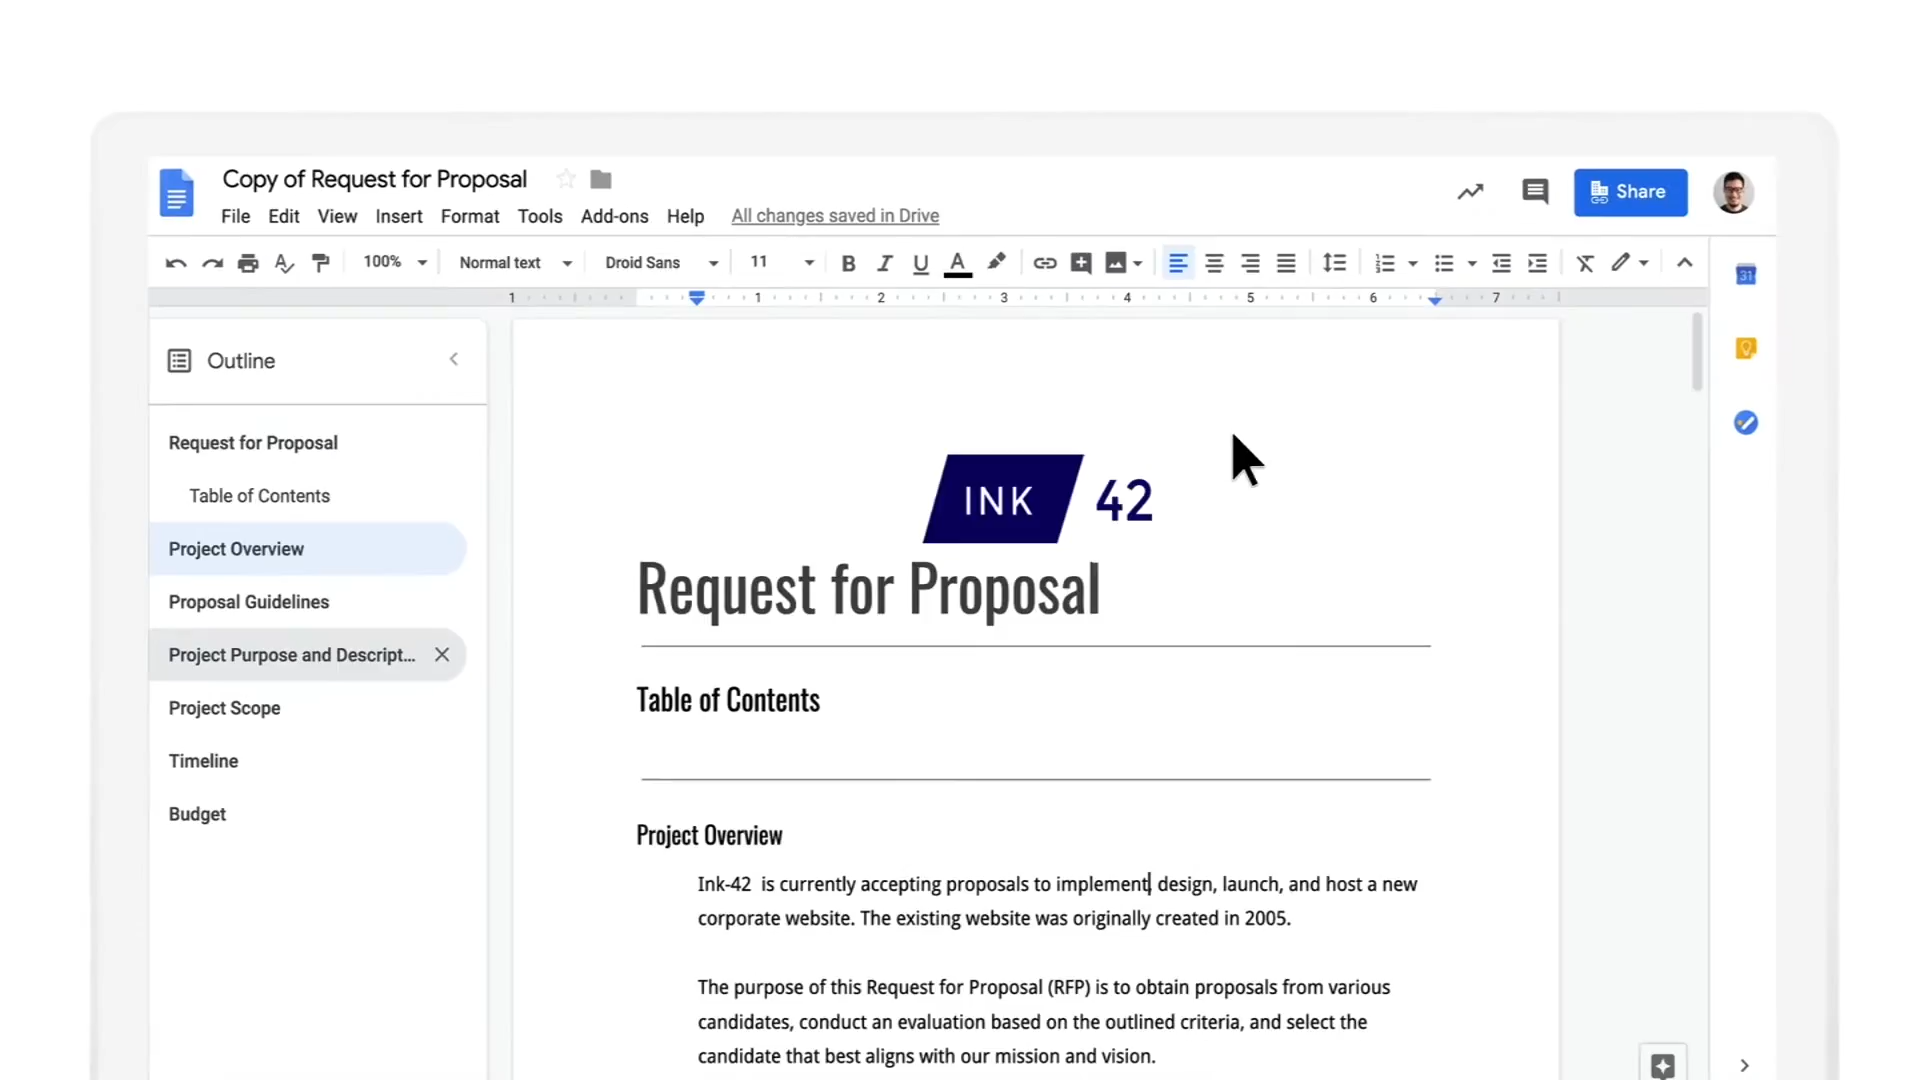 Copy of Request for Proposal
File Edit View Insert Format Tools Add-ons Help All changes saved in Drive
Share
100% Normal text Droid Sans 11
31
1 1 2 3 4 5 6 7
Outline
Request for Proposal
Table of Contents
Project Overview
Proposal Guidelines
Project Purpose and Descript...
Project Scope
Timeline
Budget
INK 42
Request for Proposal
Table of Contents
Project Overview
Ink-42  is currently accepting proposals to implement, design, launch, and host a new
corporate website. The existing website was originally created in 2005.
The purpose of this Request for Proposal (RFP) is to obtain proposals from various
candidates, conduct an evaluation based on the outlined criteria, and select the
candidate that best aligns with our mission and vision.